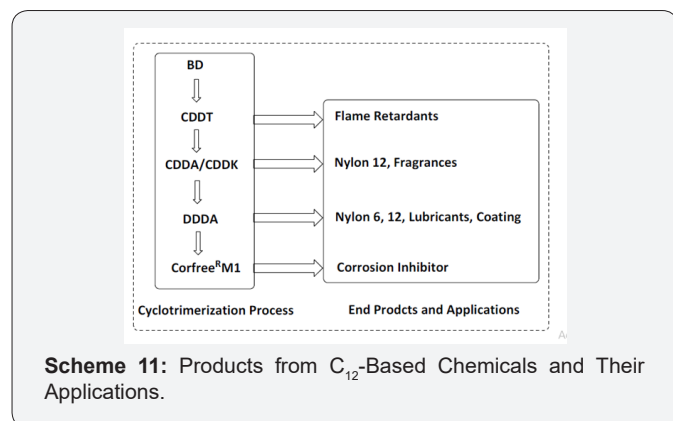 BD
CDDT
Flame Retardants
CDDA/CDDK
Nylon 12, Fragrances
DDDA
Nylon 6, 12, Lubricants, Coating
Corfree^RM1
Corrosion Inhibitor
Cyclotrimerization Process
End Prodcts and Applications
Scheme 11: Products from C₁₂-Based Chemicals and Their
Applications.